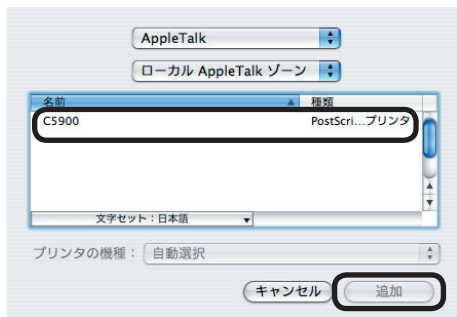 AppleTalk
ローカル AppleTalk ゾーン
名前 種類
C5900 PostScri...プリンタ
文字セット：日本語
プリンタの機種： 自動選択
キャンセル 追加